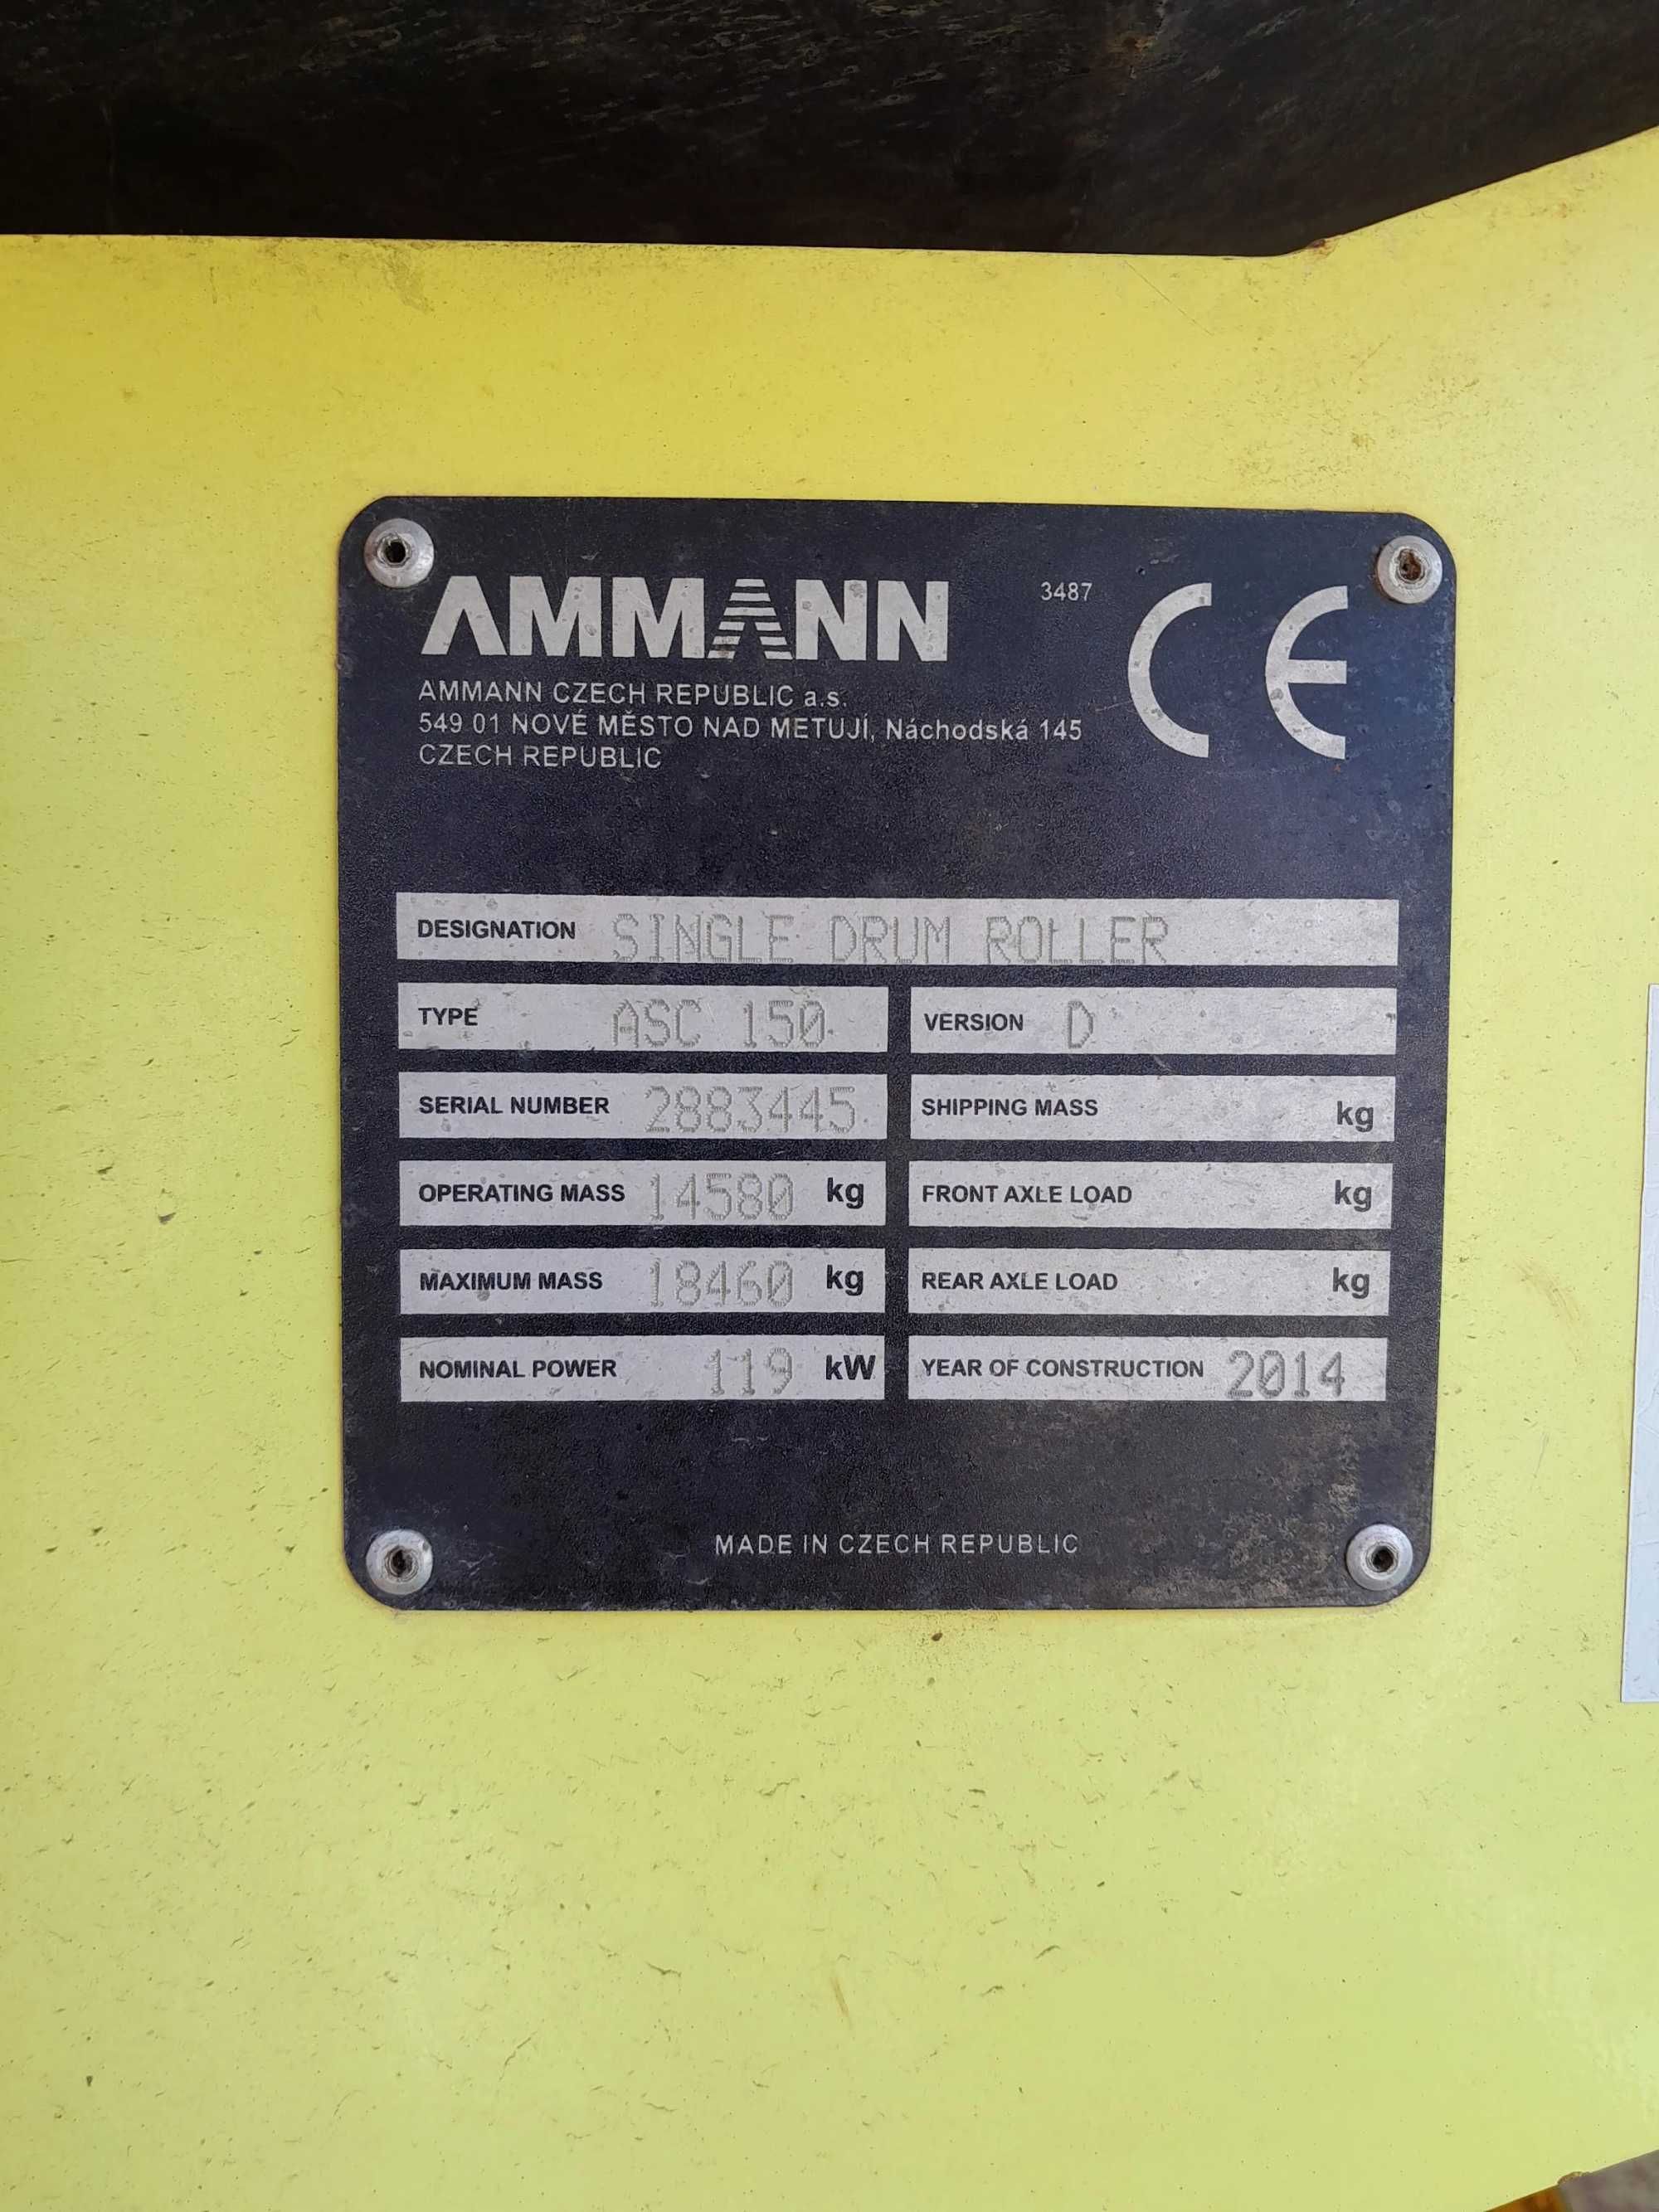 AMMANN
3487
CE
AMMANN CZECH REPUBLIC a.s.
549 01 NOVÉ MĚSTO NAD METUJÍ, Náchodská 145
CZECH REPUBLIC
DESIGNATION SINGLE DRUM ROLLER
TYPE ASC 150 VERSION D
SERIAL NUMBER 2883445 SHIPPING MASS kg
OPERATING MASS 14580 kg FRONT AXLE LOAD kg
MAXIMUM MASS 18460 kg REAR AXLE LOAD kg
NOMINAL POWER 119 kW YEAR OF CONSTRUCTION 2014
MADE IN CZECH REPUBLIC